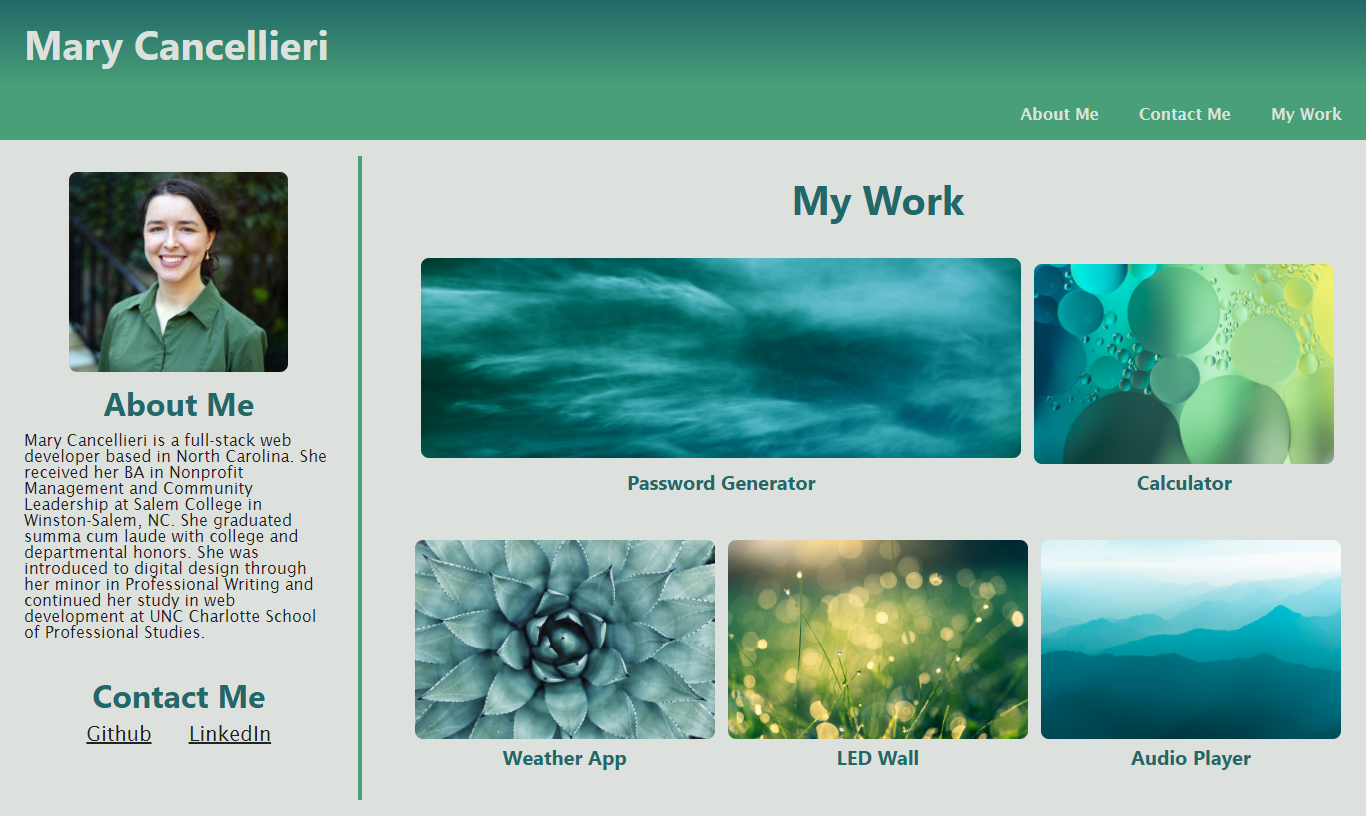 Mary Cancellieri
About Me Contact Me My Work
About Me
Mary Cancellieri is a full-stack web
developer based in North Carolina. She
received her BA in Nonprofit
Management and Community
Leadership at Salem College in
Winston-Salem, NC. She graduated
summa cum laude with college and
departmental honors. She was
introduced to digital design through
her minor in Professional Writing and
continued her study in web
development at UNC Charlotte School
of Professional Studies.
Contact Me
Github LinkedIn
My Work
Password Generator
Calculator
Weather App
LED Wall
Audio Player